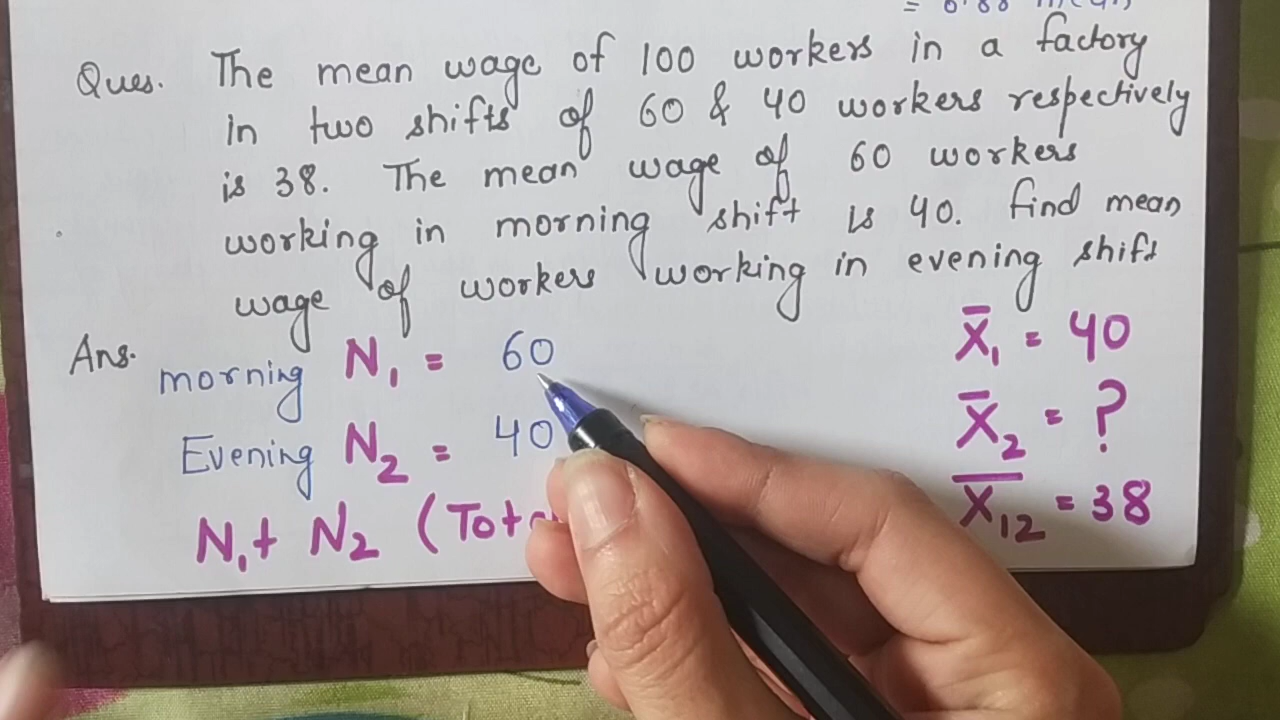 Ques. The mean wage of 100 workers in a factory
in two shifts of 60 & 40 workers respectively
is 38. The mean wage of 60 workers
working in morning shift is 40. find mean
wage of workers working in evening shift
Ans. morning N₁ = 60
X̄₁ = 40
Evening N₂ = 40
X̄₂ = ?
N₁ + N₂ (Tot
X̄₁₂ = 38